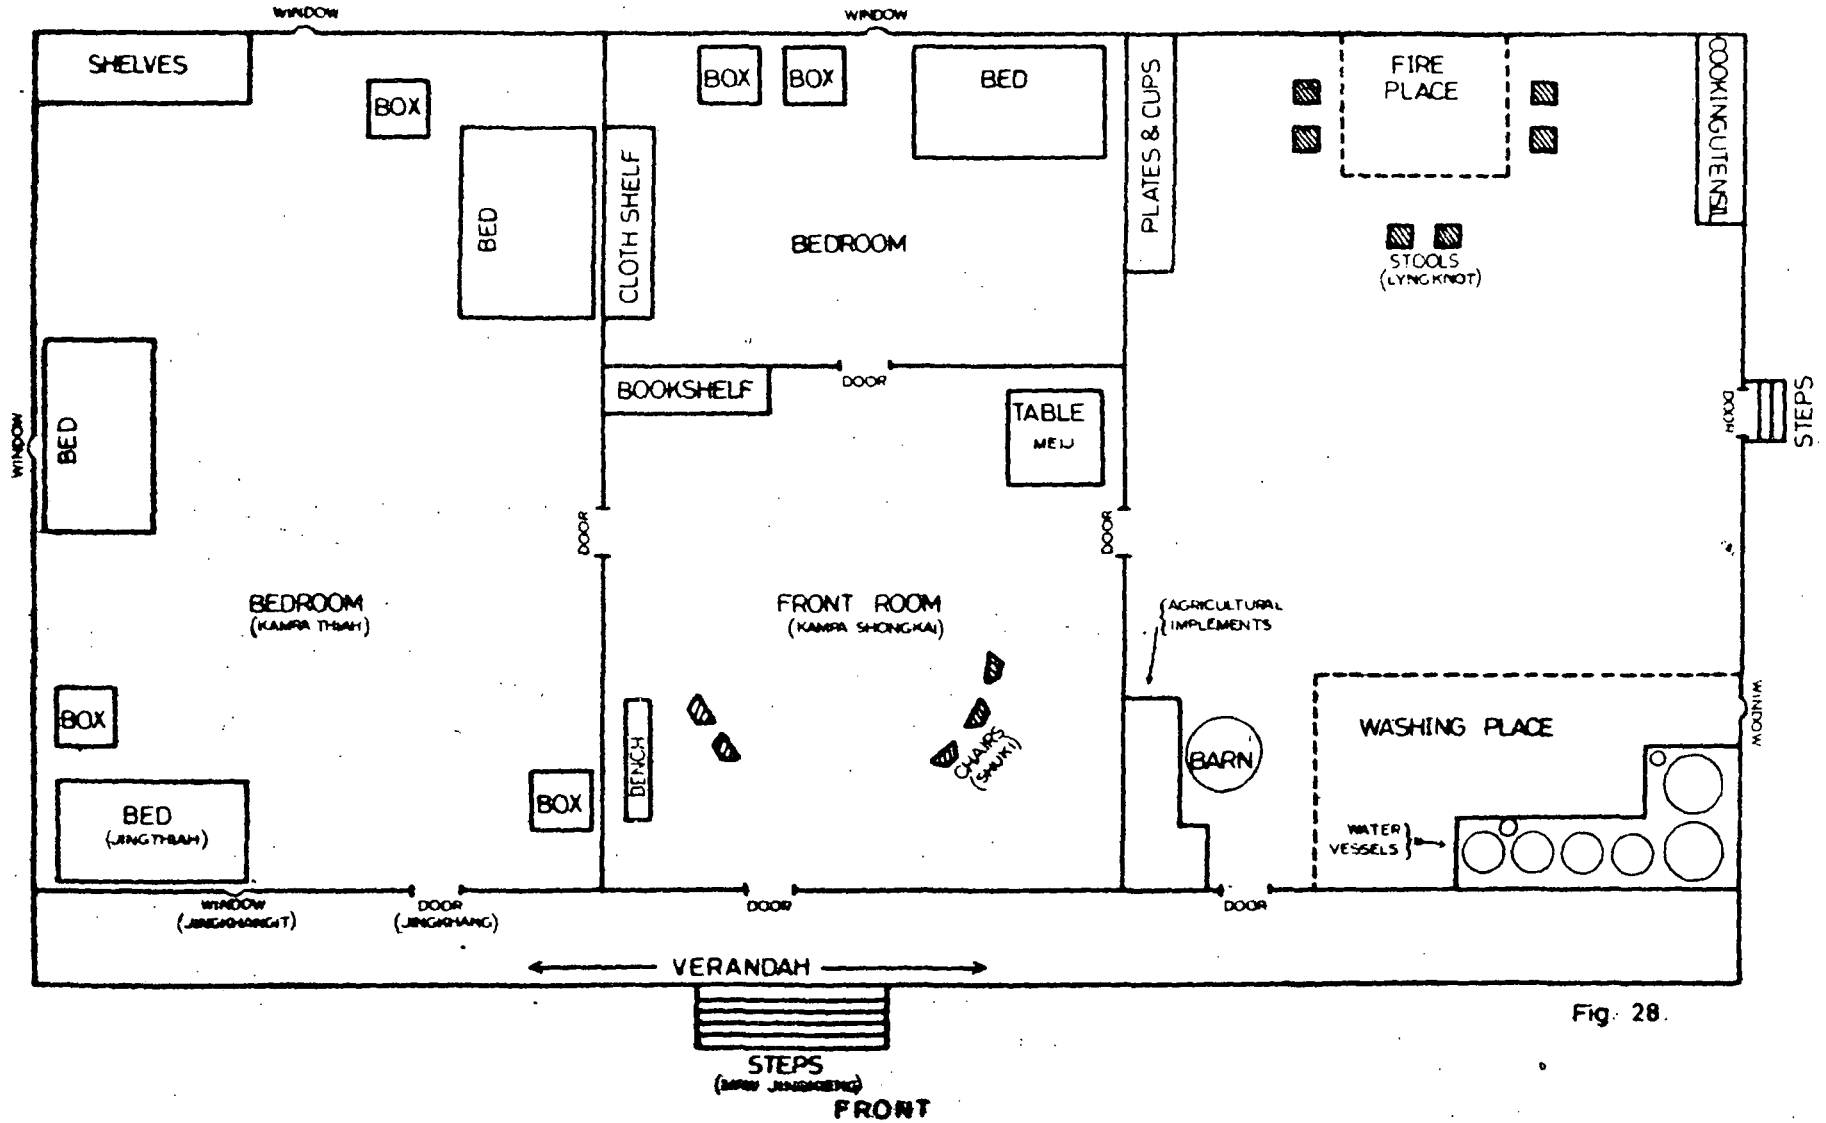 WINDOW
WINDOW
SHELVES
BOX
BED
CLOTH SHELF
BOX
BOX
BED
BEDROOM
PLATES & CUPS
FIRE
PLACE
COOKING UTENSIL
STOOLS
(LYNGKNOT)
WINDOW
BED
BOOKSHELF
DOOR
TABLE
MEIJ
DOOR
STEPS
DOOR
DOOR
BEDROOM
(KAMRA THIAH)
FRONT ROOM
(KAMRA SHONGKAI)
AGRICULTURAL
IMPLEMENTS
BOX
BENCH
CHAIRS
(SHUKI)
BARN
WASHING PLACE
WINDOW
BED
(JINGTHIAH)
BOX
WATER
VESSELS
WINDOW
(JINGKHANGIT)
DOOR
(JINGKHANG)
DOOR
DOOR
VERANDAH
Fig. 28.
STEPS
FRONT